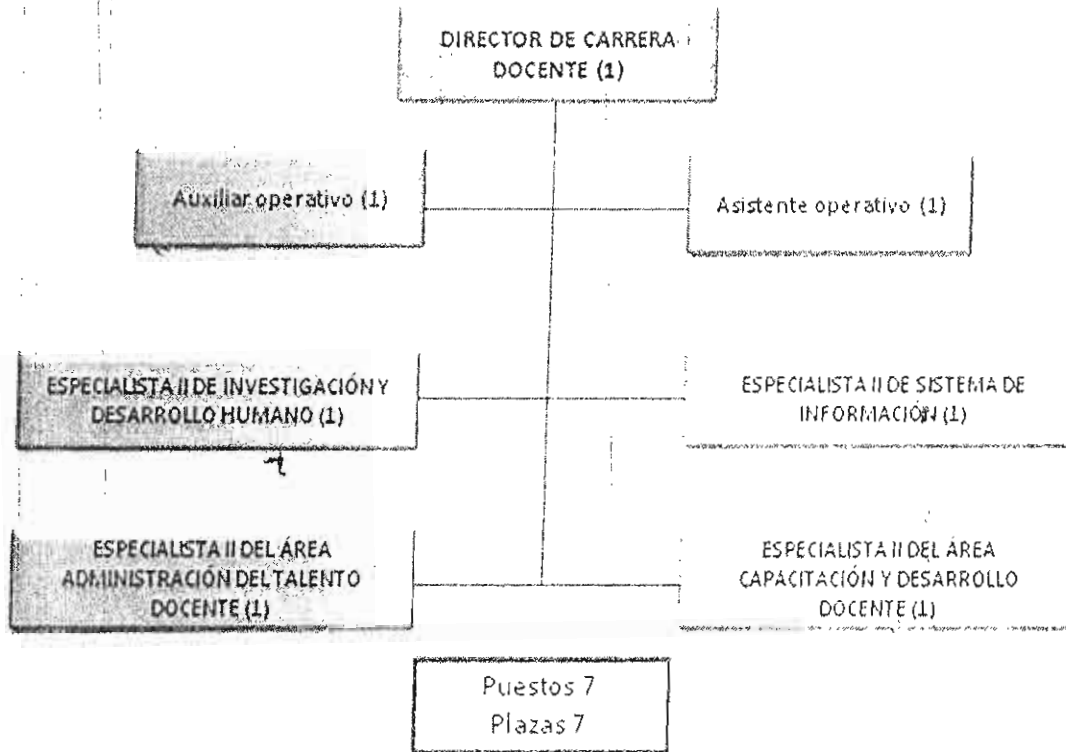 DIRECTOR DE CARRERA
DOCENTE (1)
Auxiliar operativo (1)
Asistente operativo (1)
ESPECIALISTA II DE INVESTIGACIÓN Y
DESARROLLO HUMANO (1)
ESPECIALISTA II DE SISTEMA DE
INFORMACIÓN (1)
ESPECIALISTA II DEL ÁREA
ADMINISTRACIÓN DEL TALENTO
DOCENTE (1)
ESPECIALISTA II DEL ÁREA
CAPACITACIÓN Y DESARROLLO
DOCENTE (1)
Puestos 7
Plazas 7